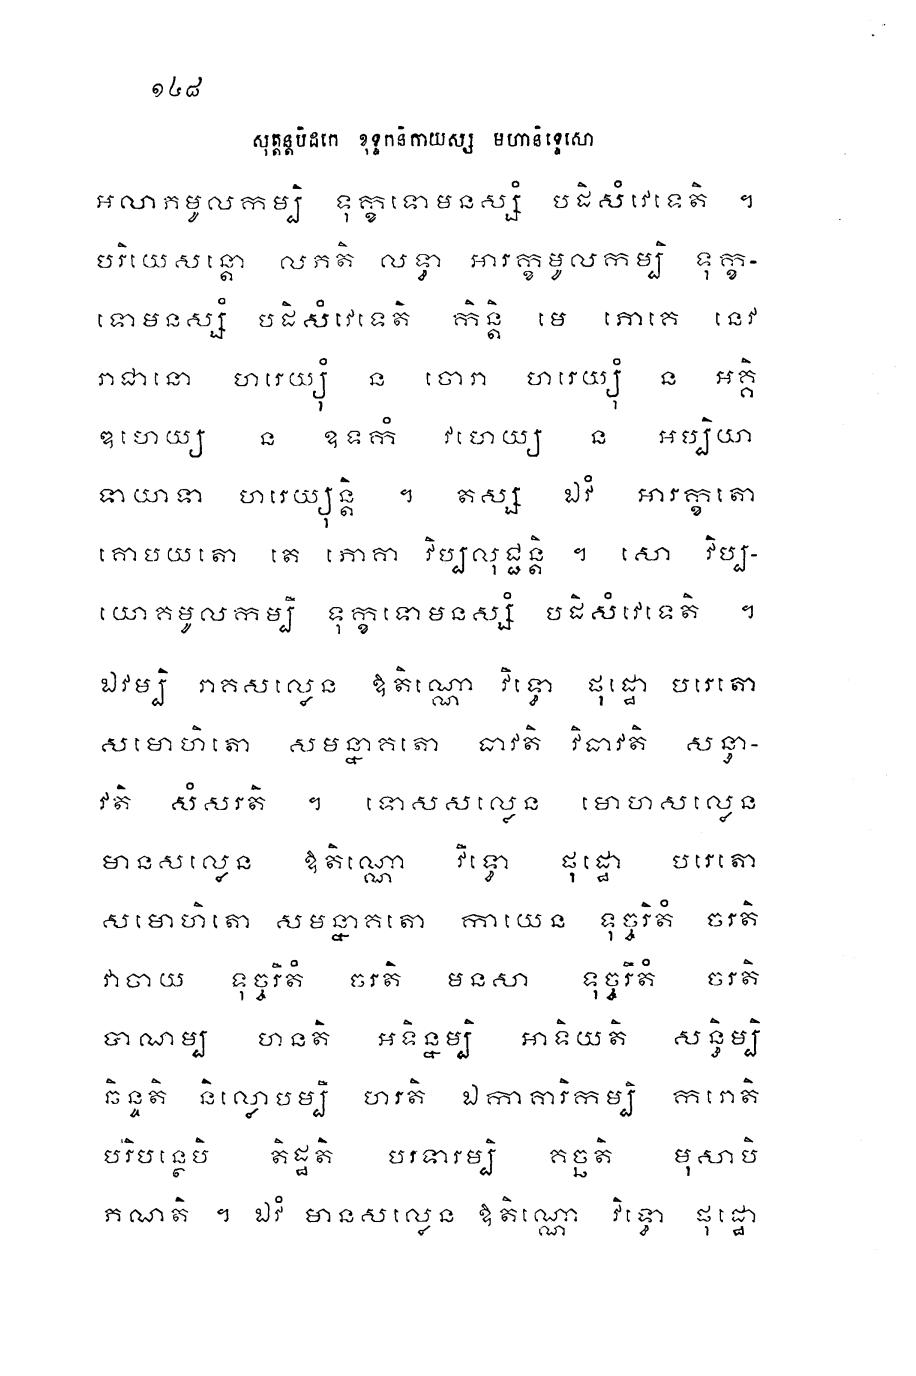 ១៤៨
សុត្តន្តបិដកេ ខុទ្ទកនិកាយស្ស មហានិទ្ទេសោ
អលាភមូលកម្បិ ទុក្ខទោមនស្សំ បដិសំវេទេតិ ។
បរិយេសន្តោ លភតិ លទ្ធា អារក្ខមូលកម្បិ ទុក្ខ-
ទោមនស្សំ បដិសំវេទេតិ កិន្តិ មេ ភោគេ នេវ
រាជានោ ហរេយ្យុំ ន ចោរា ហរេយ្យុំ ន អគ្គិ
ឌហេយ្យ ន ឧទកំ វហេយ្យ ន អប្បិយា
ទាយាទា ហរេយ្យុន្តិ ។ តស្ស ឯវំ អារក្ខតោ
គោបយតោ តេ ភោគា វិប្បលុជ្ជន្តិ ។ សោ វិប្ប-
យោគមូលកម្បិ ទុក្ខទោមនស្សំ បដិសំវេទេតិ ។
ឯវម្បិ រាគសល្លេន ឱតិណ្ណោ វិទ្ធោ ផុដ្ឋោ បរេតោ
សមោហិតោ សមន្នាគតោ ធាវតិ វិធាវតិ សន្ធា-
វតិ សំសរតិ ។ ទោសសល្លេន មោហសល្លេន
មានសល្លេន ឱតិណ្ណោ វិទ្ធោ ផុដ្ឋោ បរេតោ
សមោហិតោ សមន្នាគតោ កាយេន ទុច្ចរិតំ ចរតិ
វាចាយ ទុច្ចរិតំ ចរតិ មនសា ទុច្ចរិតំ ចរតិ
បាណម្ប ហនតិ អទិន្នម្បិ អាទិយតិ សន្ធិម្បិ
ឆិន្ទតិ និល្លោបម្បិ ហរតិ ឯកាគារិកម្បិ ករោតិ
បរិបន្ថេបិ តិដ្ឋតិ បរទារម្បិ គច្ឆតិ មុសាបិ
ភណតិ ។ ឯវំ មានសល្លេន ឱតិណ្ណោ វិទ្ធោ ផុដ្ឋោ